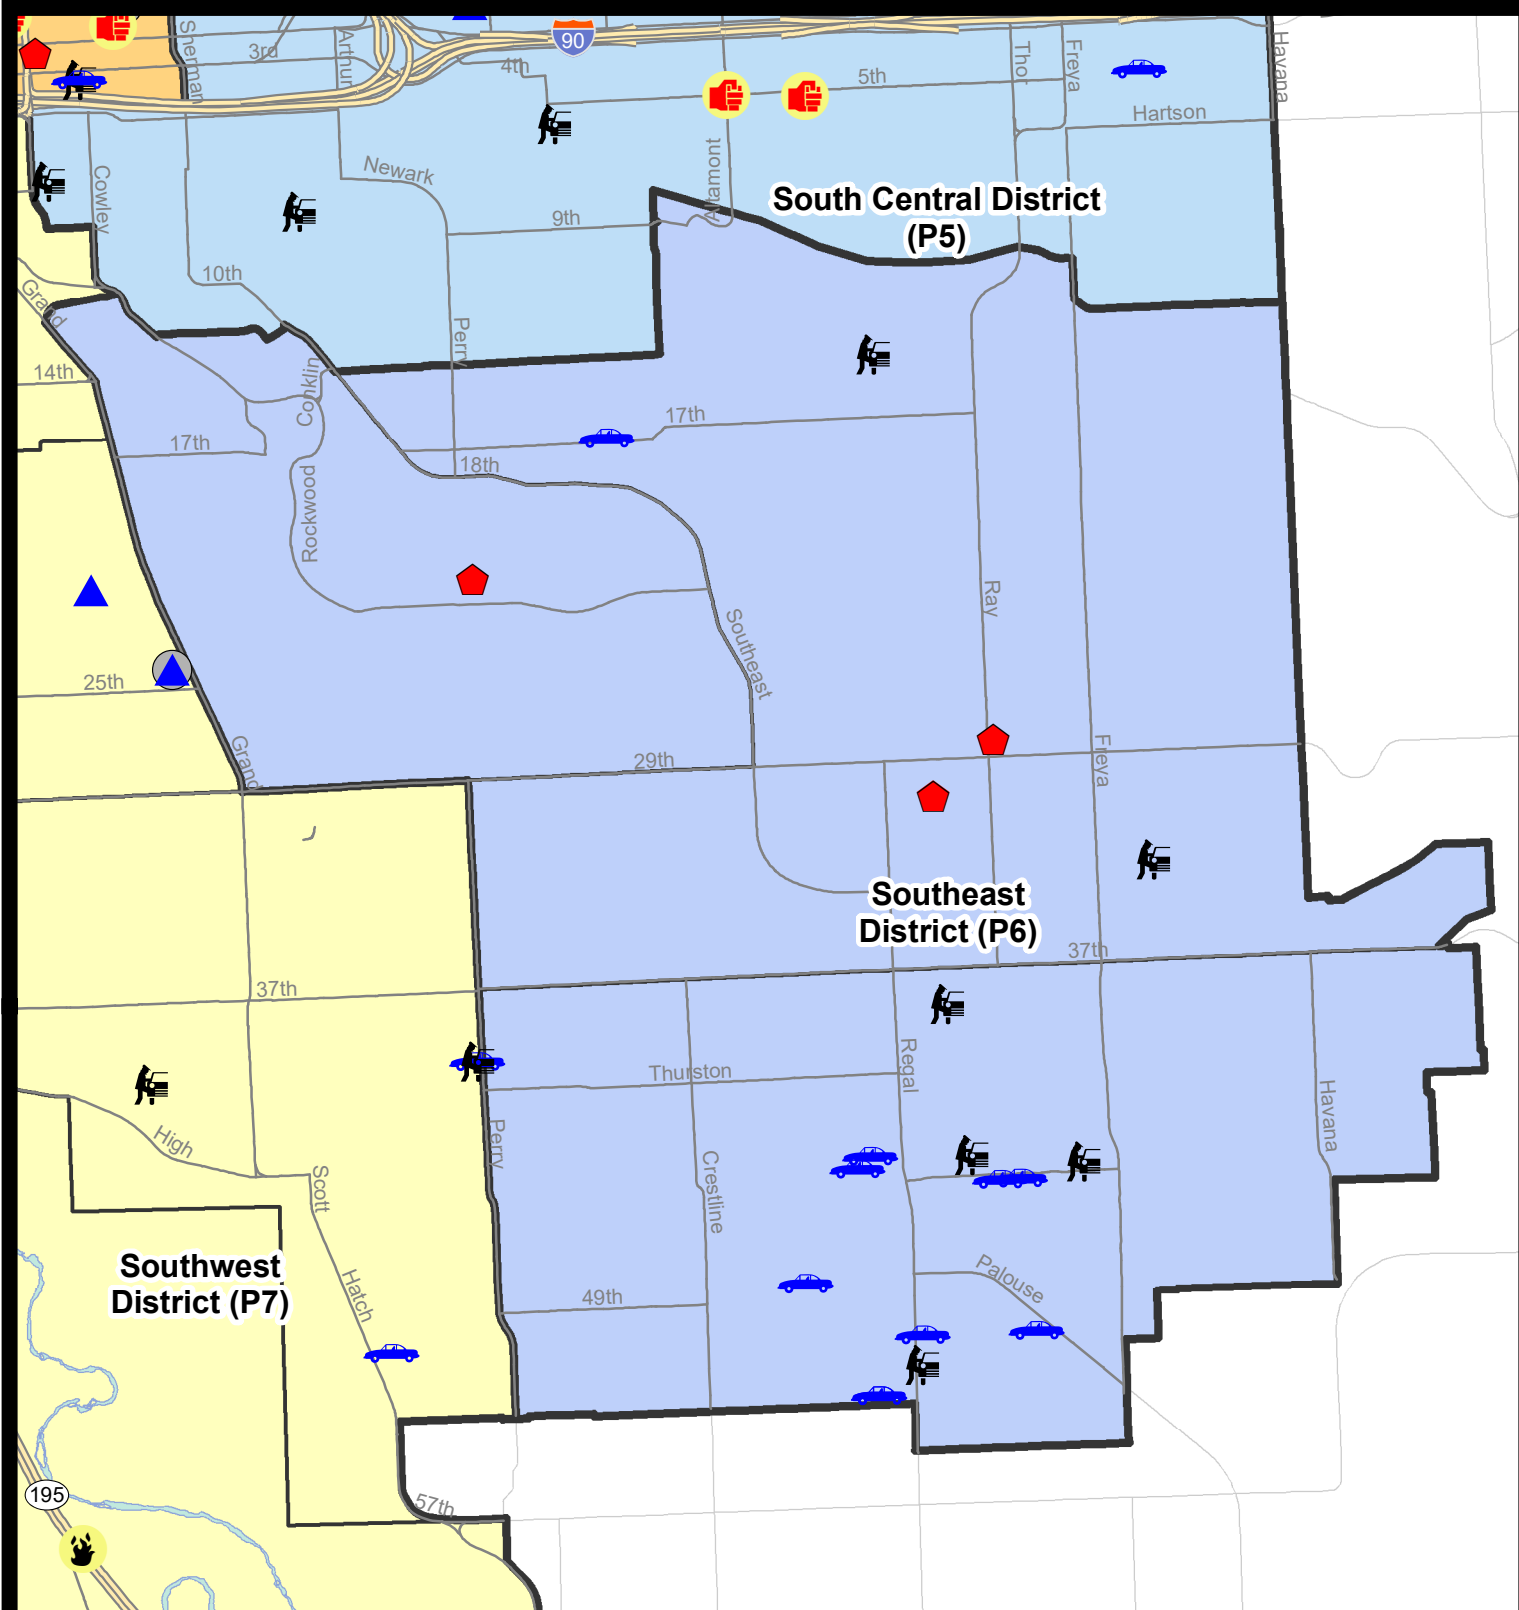 Sherman
3rd
Arthur
90
4th
5th
Thor
Freya
Havana
Hartson
Cowley
Newark
Altamont
9th
South Central District
(P5)
10th
Grand
Perry
14th
Conklin
17th
17th
18th
Rockwood
Ray
Southeast
25th
Grand
29th
Freya
Southeast
District (P6)
37th
37th
Regal
Thurston
Havana
Perry
High
Scott
Crestline
Southwest
District (P7)
Hatch
49th
Palouse
195
57th